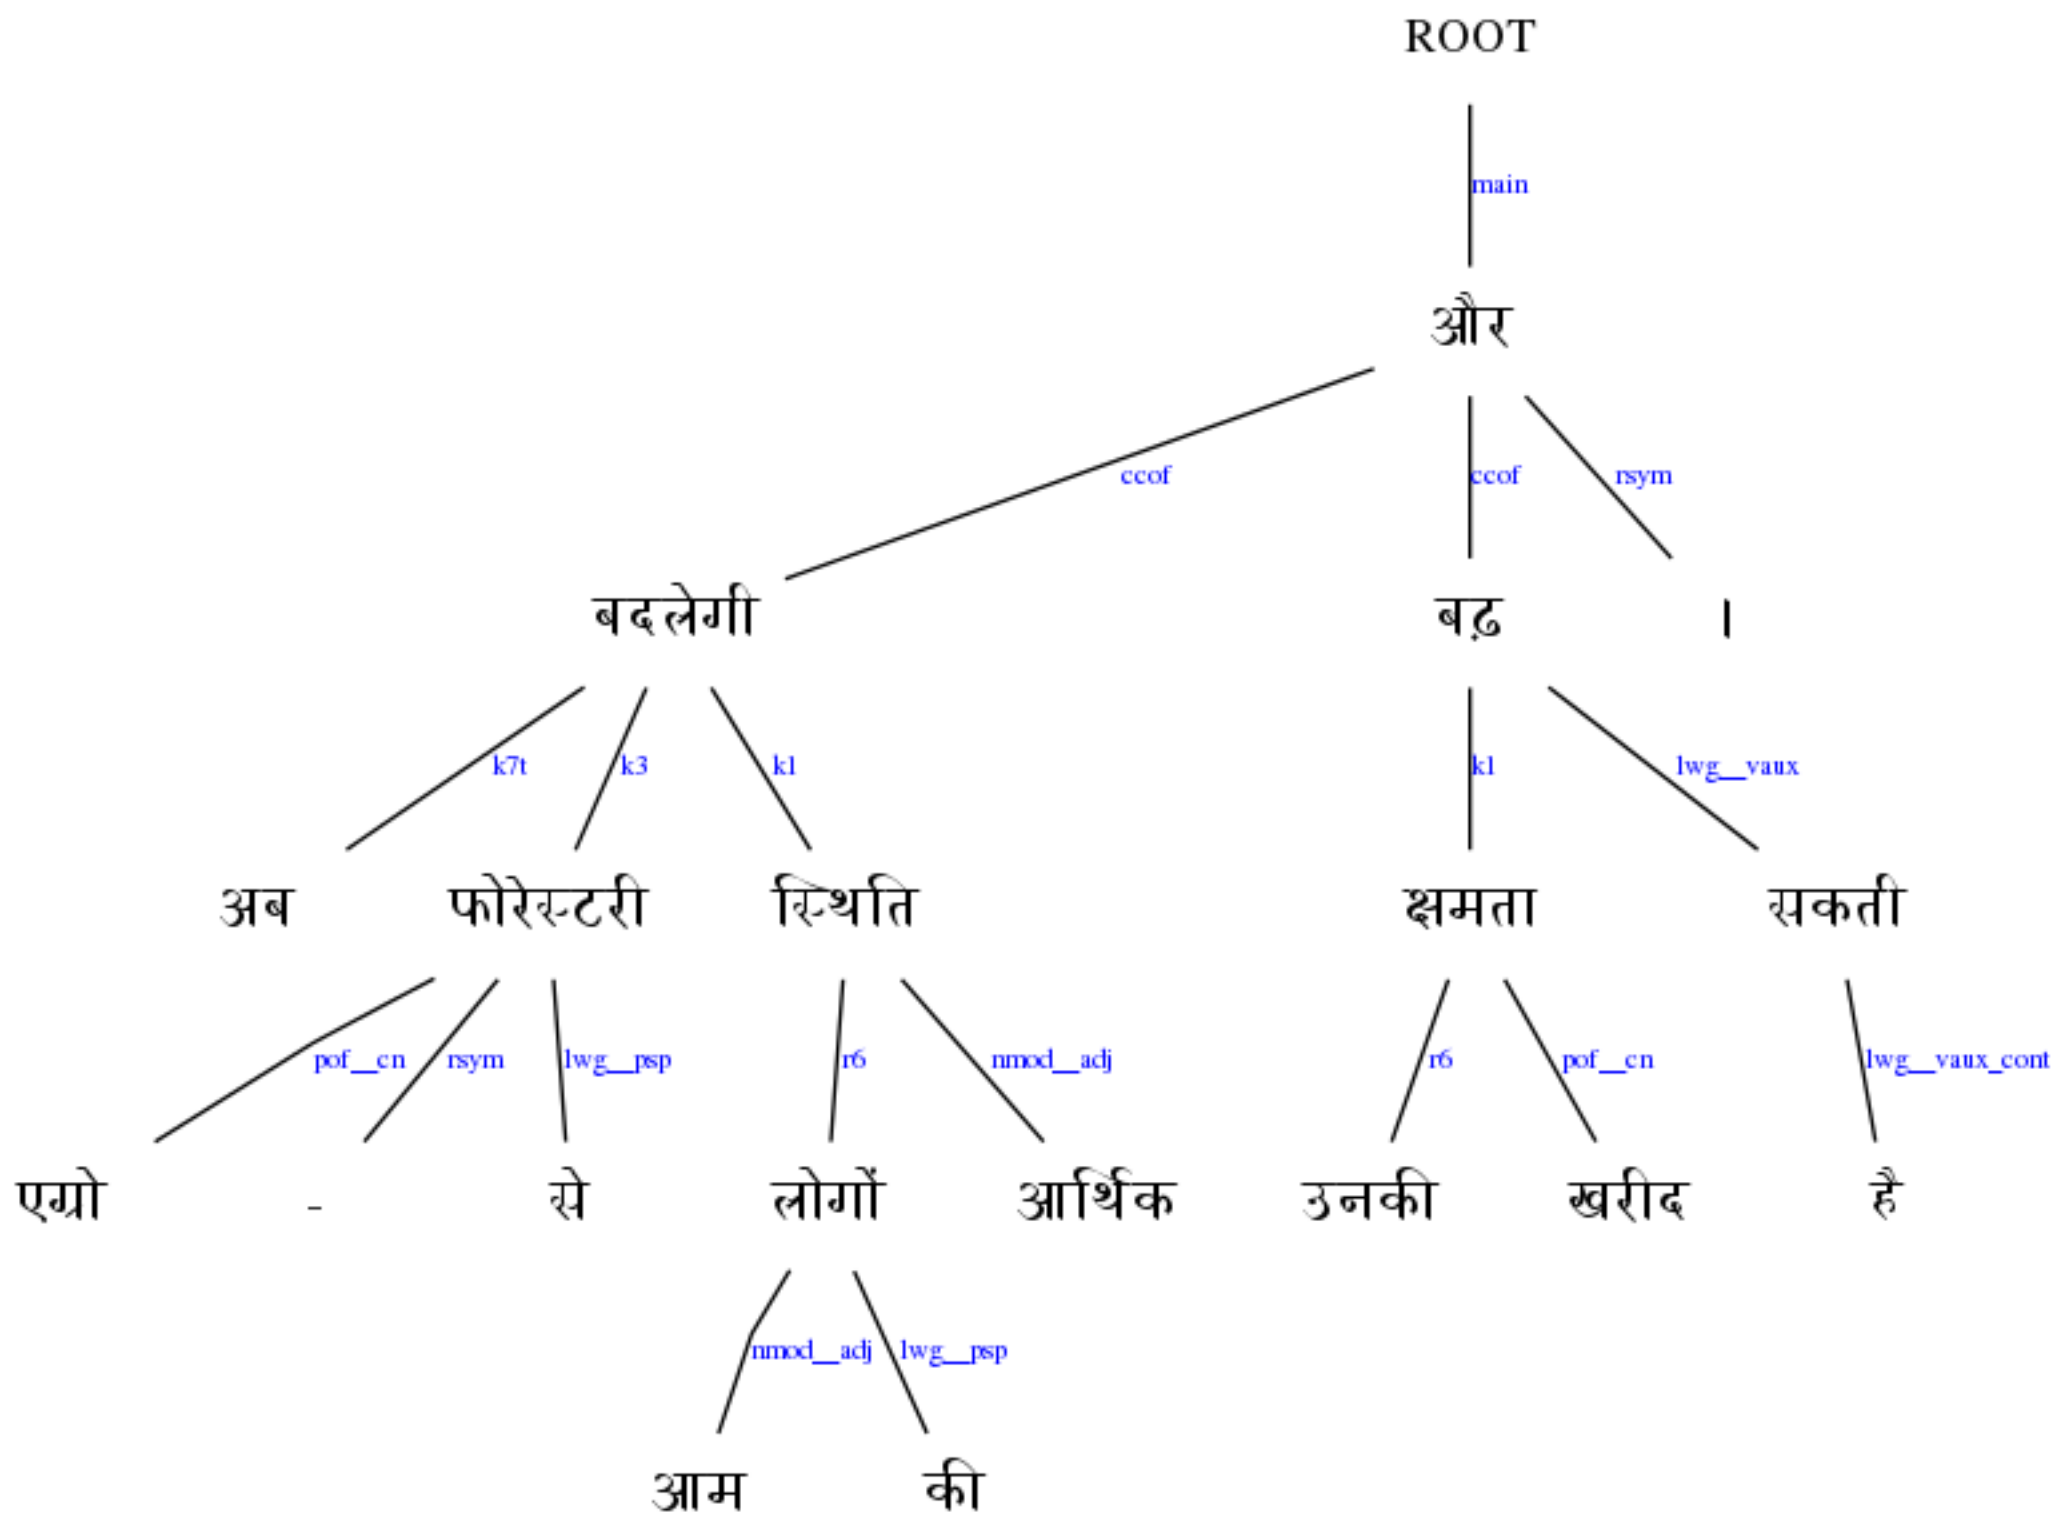 ROOT
main
और
ccof ccof rsym
बदलेगी बढ़ ।
k7t k3 k1 k1 lwg__vaux
अब फोरेस्टरी स्थिति क्षमता सकती
pof__cn rsym lwg__psp r6 nmod__adj r6 pof__cn lwg__vaux_cont
एग्रो - से लोगों आर्थिक उनकी खरीद है
nmod__adj lwg__psp
आम की